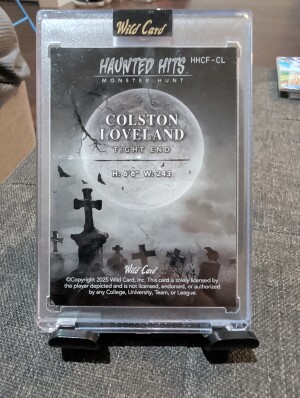 Wild Card
HAUNTED HITS
HHCF-CL
MONSTER HUNT
COLSTON
LOVELAND
TIGHT END
H: 6'8" W: 243
Wild Card
©Copyright 2025 Wild Card, Inc. This card is solely licensed by
the player depicted and is not licensed, endorsed, or authorized
by any College, University, Team, or League.